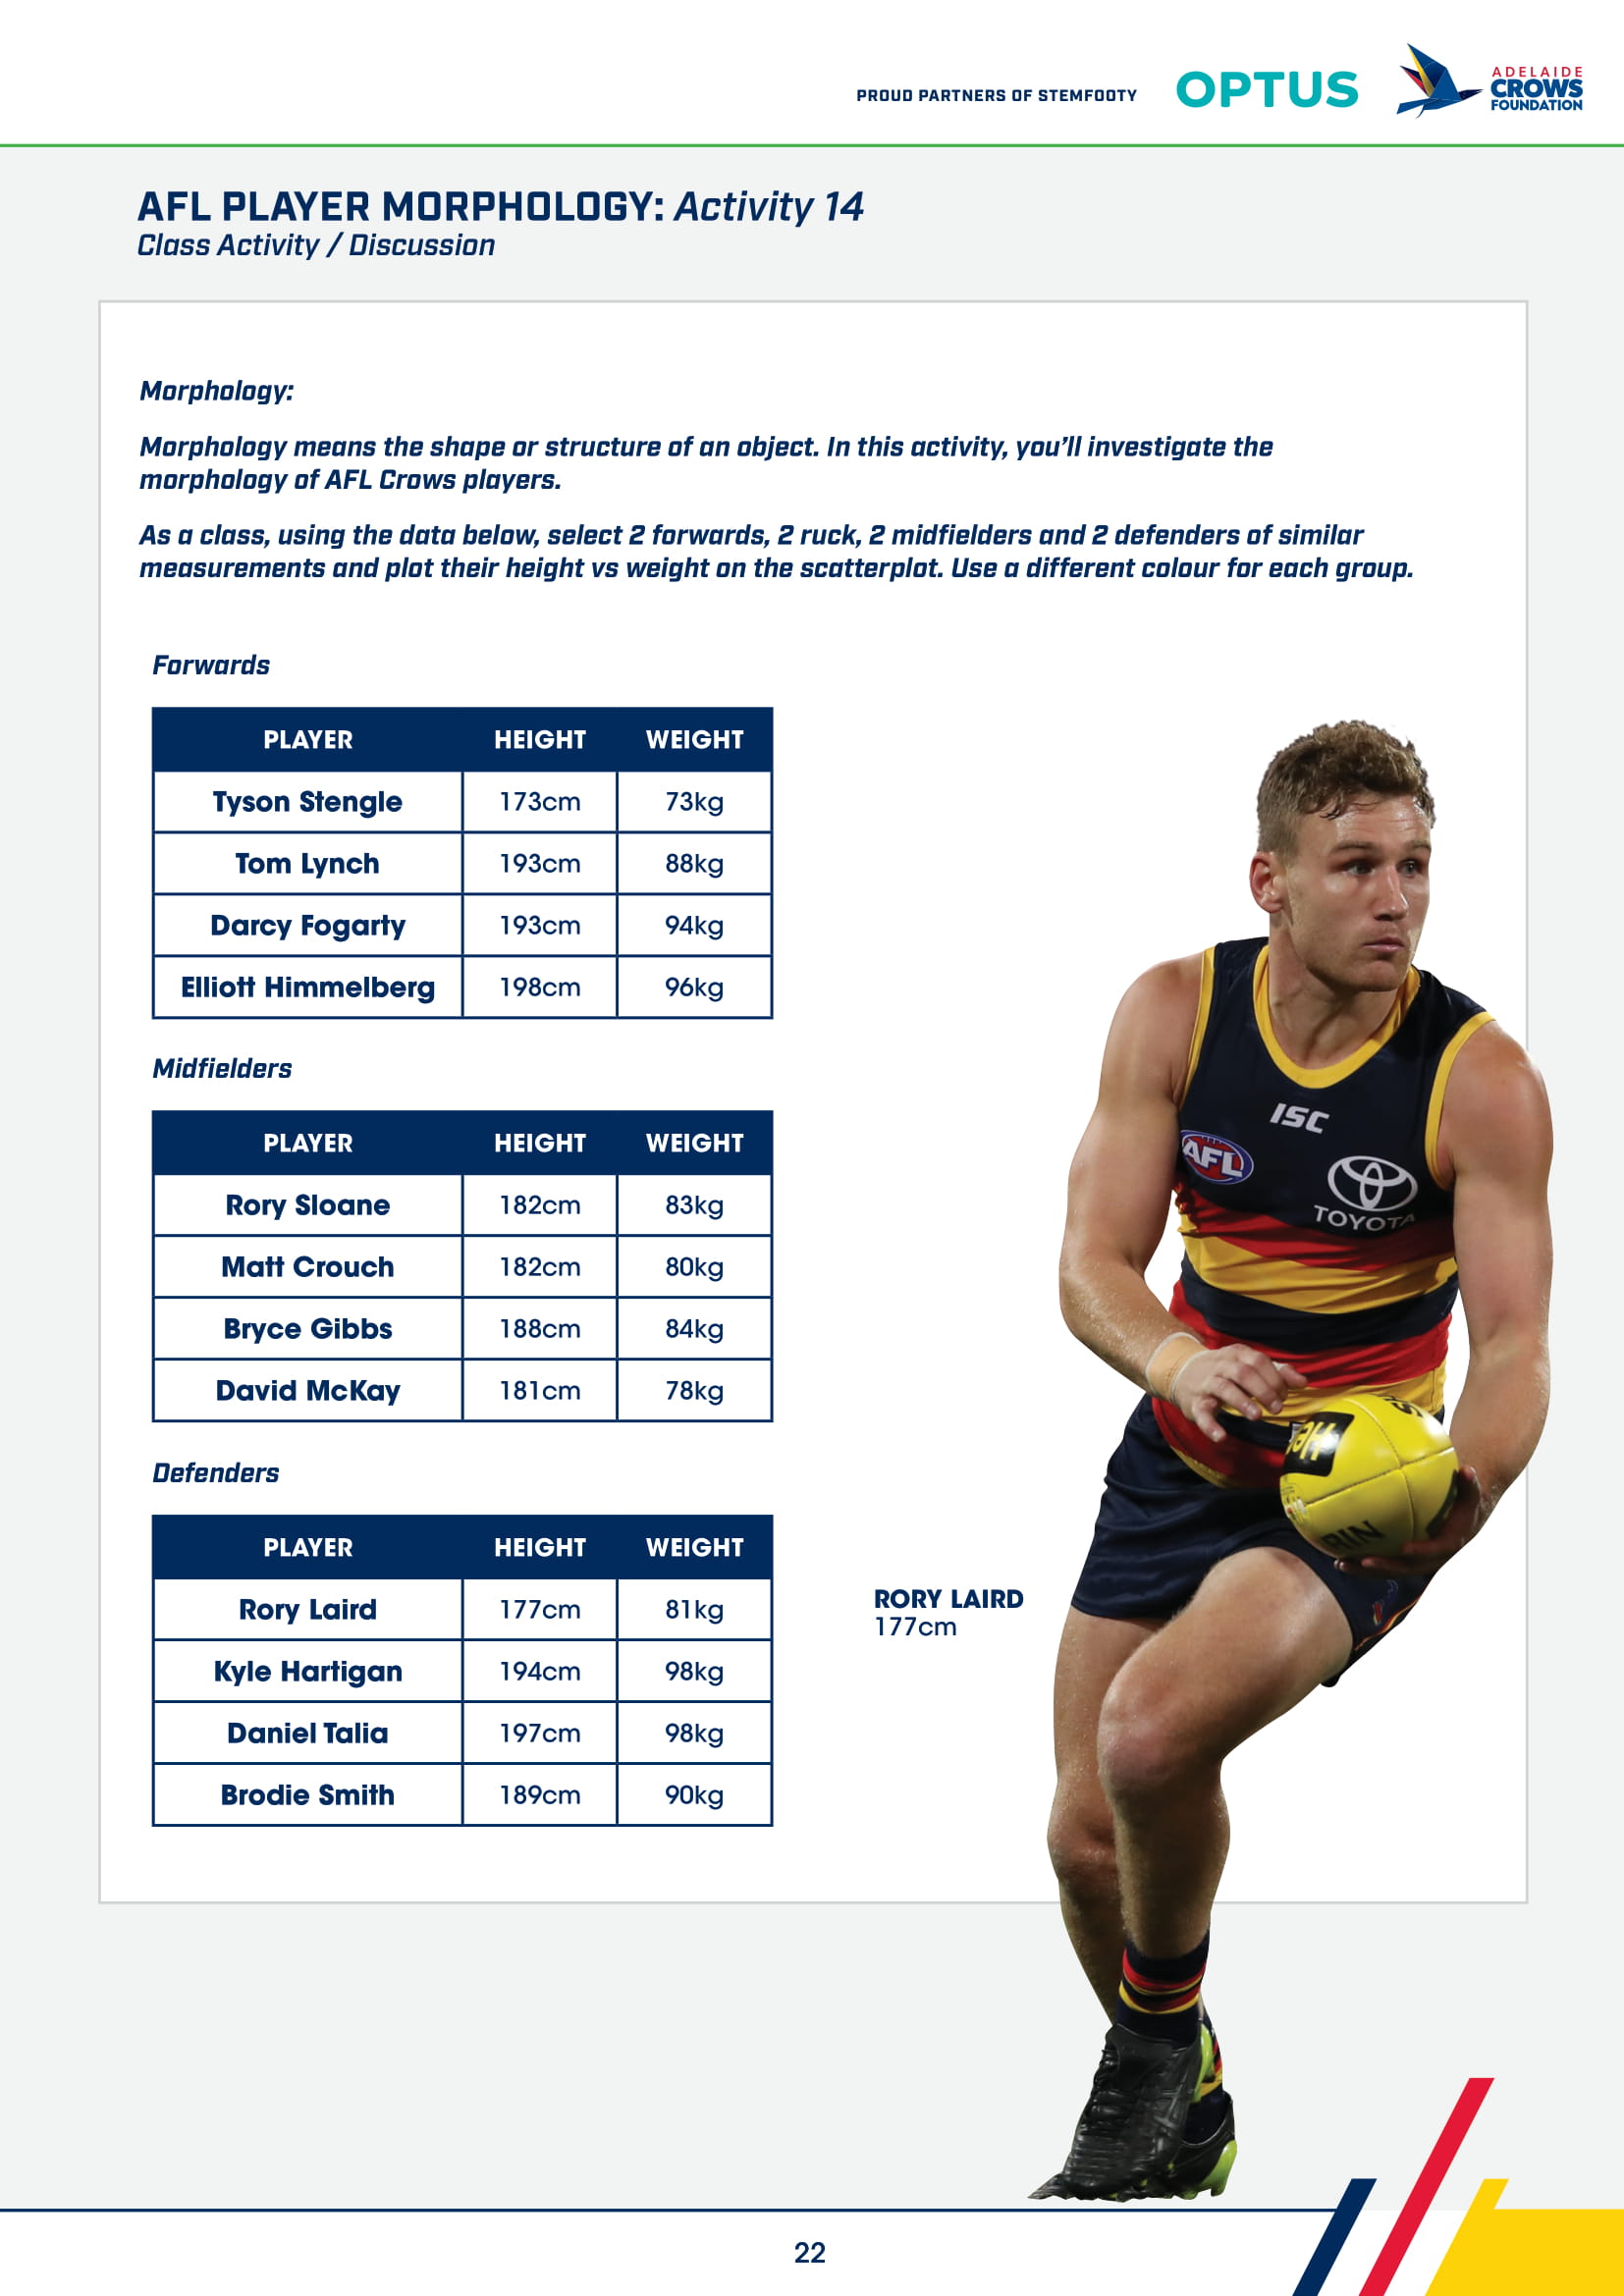 PROUD PARTNERS OF STEMFOOTY
OPTUS
ADELAIDE
CROWS
FOUNDATION
AFL PLAYER MORPHOLOGY: Activity 14
Class Activity / Discussion
Morphology:
Morphology means the shape or structure of an object. In this activity, you’ll investigate the
morphology of AFL Crows players.
As a class, using the data below, select 2 forwards, 2 ruck, 2 midfielders and 2 defenders of similar
measurements and plot their height vs weight on the scatterplot. Use a different colour for each group.
Forwards
PLAYER HEIGHT WEIGHT
Tyson Stengle 173cm 73kg
Tom Lynch 193cm 88kg
Darcy Fogarty 193cm 94kg
Elliott Himmelberg 198cm 96kg
Midfielders
PLAYER HEIGHT WEIGHT
Rory Sloane 182cm 83kg
Matt Crouch 182cm 80kg
Bryce Gibbs 188cm 84kg
David McKay 181cm 78kg
Defenders
PLAYER HEIGHT WEIGHT
Rory Laird 177cm 81kg
Kyle Hartigan 194cm 98kg
Daniel Talia 197cm 98kg
Brodie Smith 189cm 90kg
RORY LAIRD
177cm
ISC
AFL
TOYOTA
22